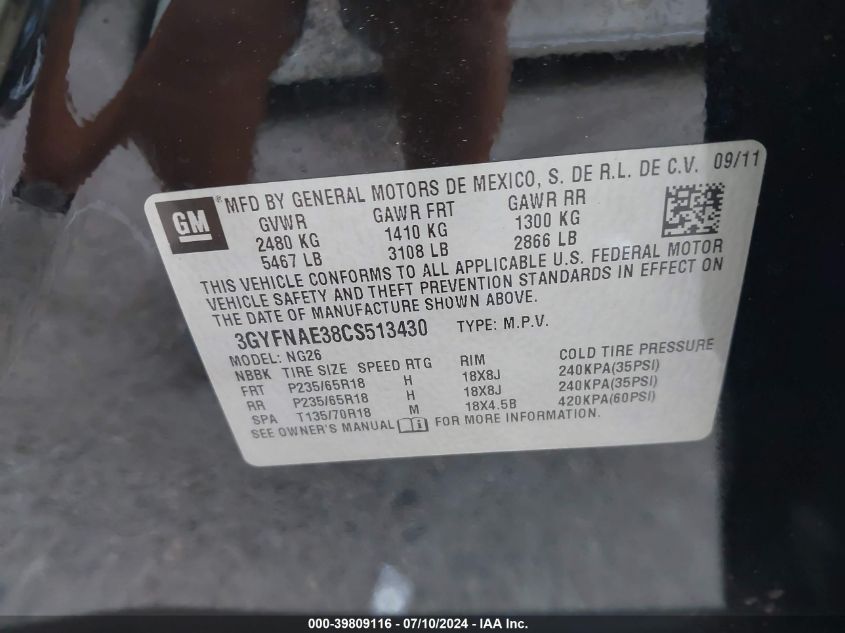 GM® MFD BY GENERAL MOTORS DE MEXICO, S. DE R.L. DE C.V. 09/11
GVWR GAWR FRT GAWR RR
2480 KG 1410 KG 1300 KG
5467 LB 3108 LB 2866 LB
THIS VEHICLE CONFORMS TO ALL APPLICABLE U.S. FEDERAL MOTOR
VEHICLE SAFETY AND THEFT PREVENTION STANDARDS IN EFFECT ON
THE DATE OF MANUFACTURE SHOWN ABOVE.
3GYFNAE38CS513430 TYPE: M.P.V.
MODEL: NG26
NBBK TIRE SIZE SPEED RTG RIM COLD TIRE PRESSURE
FRT P235/65R18 H 18X8J 240KPA(35PSI)
RR P235/65R18 H 18X8J 240KPA(35PSI)
SPA T135/70R18 M 18X4.5B 420KPA(60PSI)
SEE OWNER'S MANUAL FOR MORE INFORMATION.
000-39809116 - 07/10/2024 - IAA Inc.